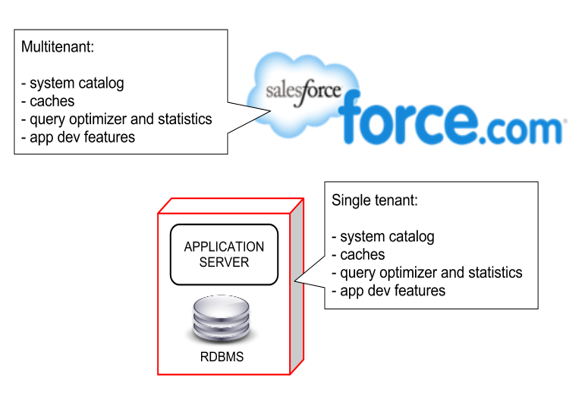 Multitenant:
- system catalog
- caches
- query optimizer and statistics
- app dev features
salesforce
force.com
Single tenant:
- system catalog
- caches
- query optimizer and statistics
- app dev features
APPLICATION
SERVER
RDBMS